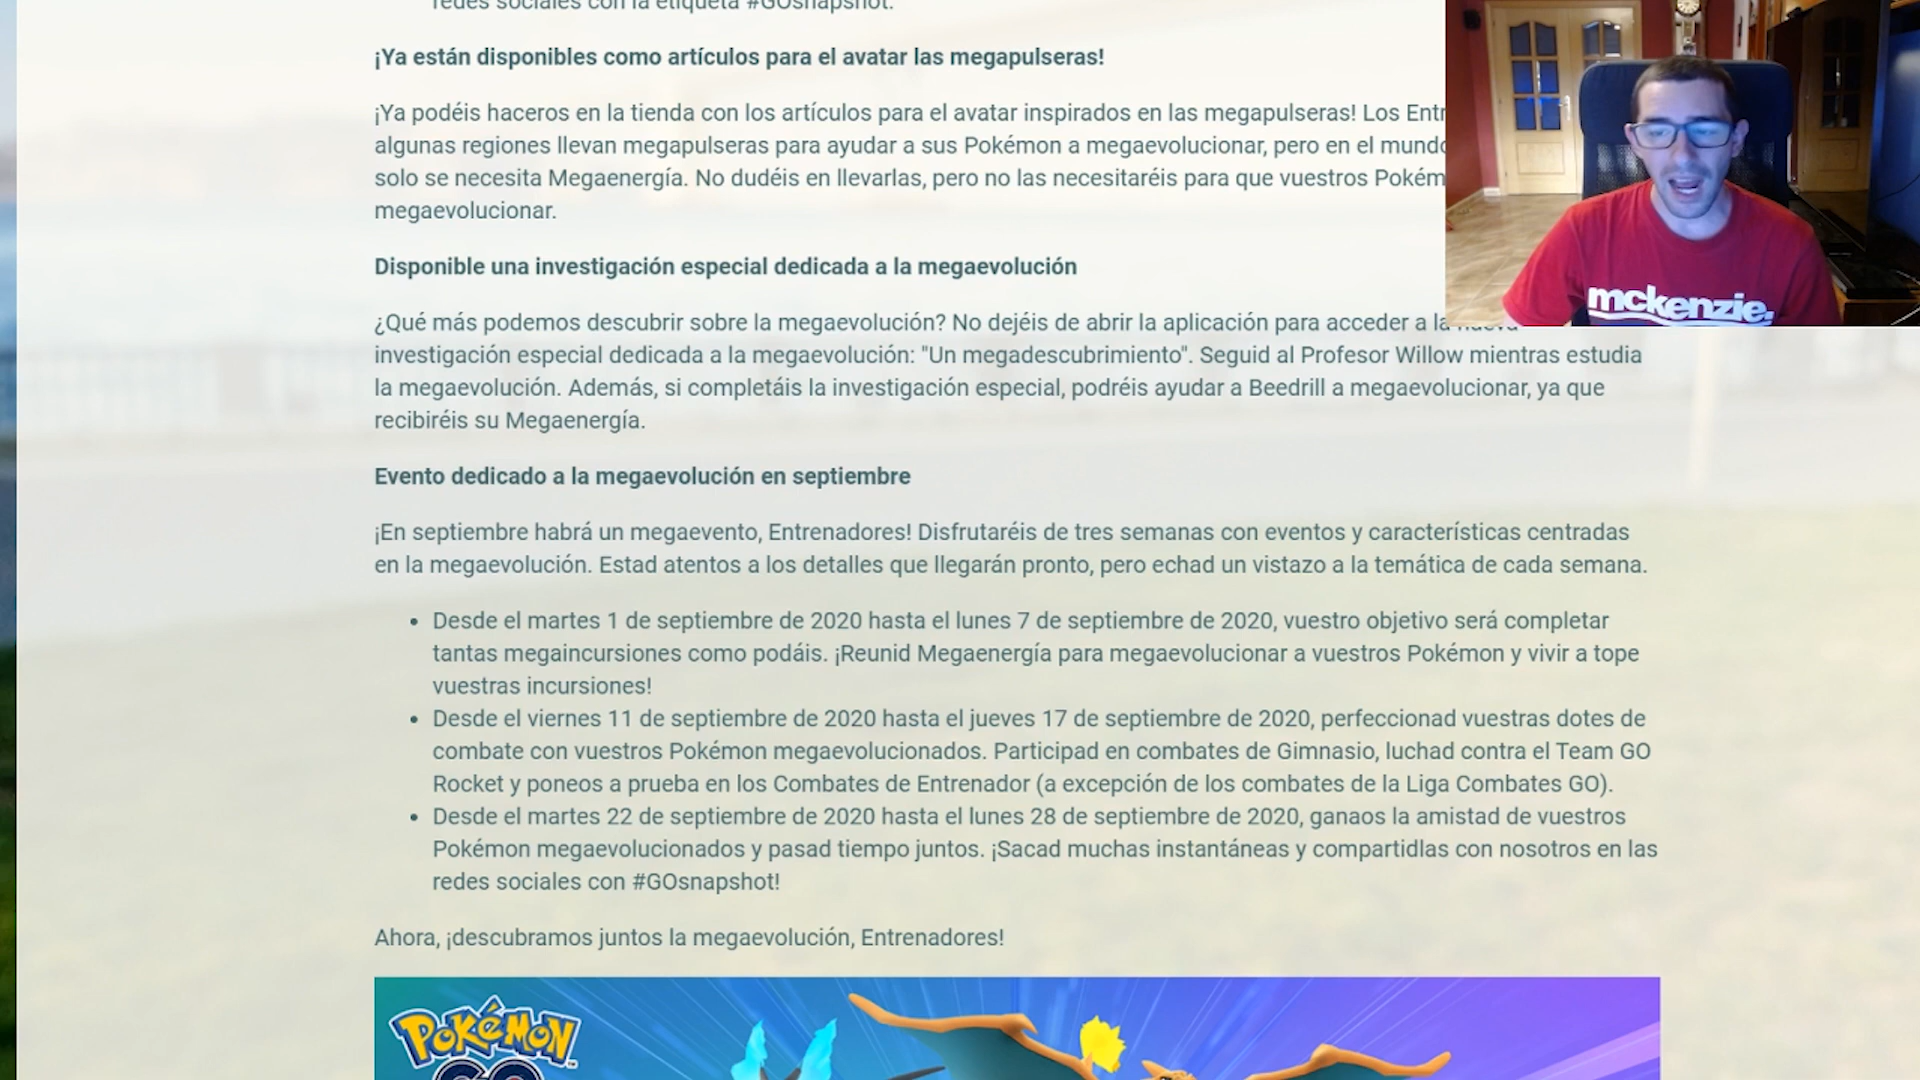 redes sociales con la etiqueta #GOsnapshot.
¡Ya están disponibles como artículos para el avatar las megapulseras!
¡Ya podéis haceros en la tienda con los artículos para el avatar inspirados en las megapulseras! Los
algunas regiones llevan megapulseras para ayudar a sus Pokémon a megaevolucionar, pero en el mundo
solo se necesita Megaenergía. No dudéis en llevarlas, pero no las necesitaréis para que vuestros
megaevolucionar.
Disponible una investigación especial dedicada a la megaevolución
¿Qué más podemos descubrir sobre la megaevolución? No dejéis de abrir la aplicación para acceder a la nueva
investigación especial dedicada a la megaevolución: "Un megadescubrimiento". Seguid al Profesor Willow mientras estudia
la megaevolución. Además, si completáis la investigación especial, podréis ayudar a Beedrill a megaevolucionar, ya que
recibiréis su Megaenergía.
Evento dedicado a la megaevolución en septiembre
¡En septiembre habrá un megaevento, Entrenadores! Disfrutaréis de tres semanas con eventos y características centradas
en la megaevolución. Estad atentos a los detalles que llegarán pronto, pero echad un vistazo a la temática de cada semana.
• Desde el martes 1 de septiembre de 2020 hasta el lunes 7 de septiembre de 2020, vuestro objetivo será completar
tantas megaincursiones como podáis. ¡Reunid Megaenergía para megaevolucionar a vuestros Pokémon y vivir a tope
vuestras incursiones!
• Desde el viernes 11 de septiembre de 2020 hasta el jueves 17 de septiembre de 2020, perfeccionad vuestras dotes de
combate con vuestros Pokémon megaevolucionados. Participad en combates de Gimnasio, luchad contra el Team GO
Rocket y poneos a prueba en los Combates de Entrenador (a excepción de los combates de la Liga Combates GO).
• Desde el martes 22 de septiembre de 2020 hasta el lunes 28 de septiembre de 2020, ganaos la amistad de vuestros
Pokémon megaevolucionados y pasad tiempo juntos. ¡Sacad muchas instantáneas y compartidlas con nosotros en las
redes sociales con #GOsnapshot!
Ahora, ¡descubramos juntos la megaevolución, Entrenadores!
POKéMON
GO
mckenzie.